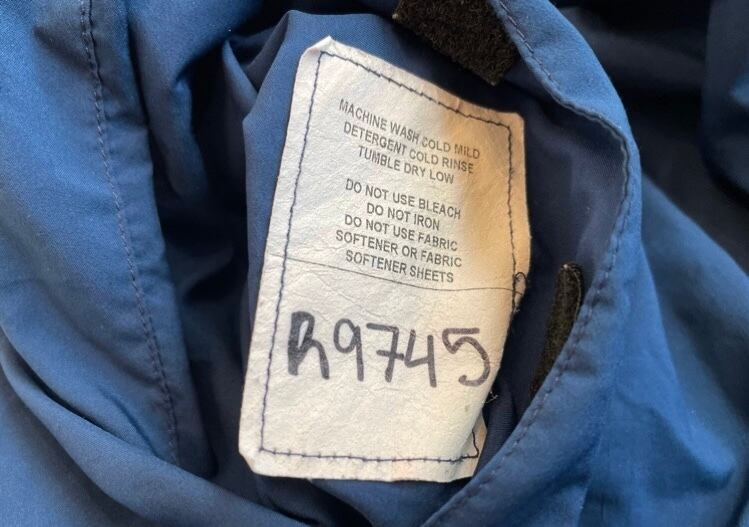 MACHINE WASH COLD MILD
DETERGENT COLD RINSE
TUMBLE DRY LOW
DO NOT USE BLEACH
DO NOT IRON
DO NOT USE FABRIC
SOFTENER OR FABRIC
SOFTENER SHEETS
R9745